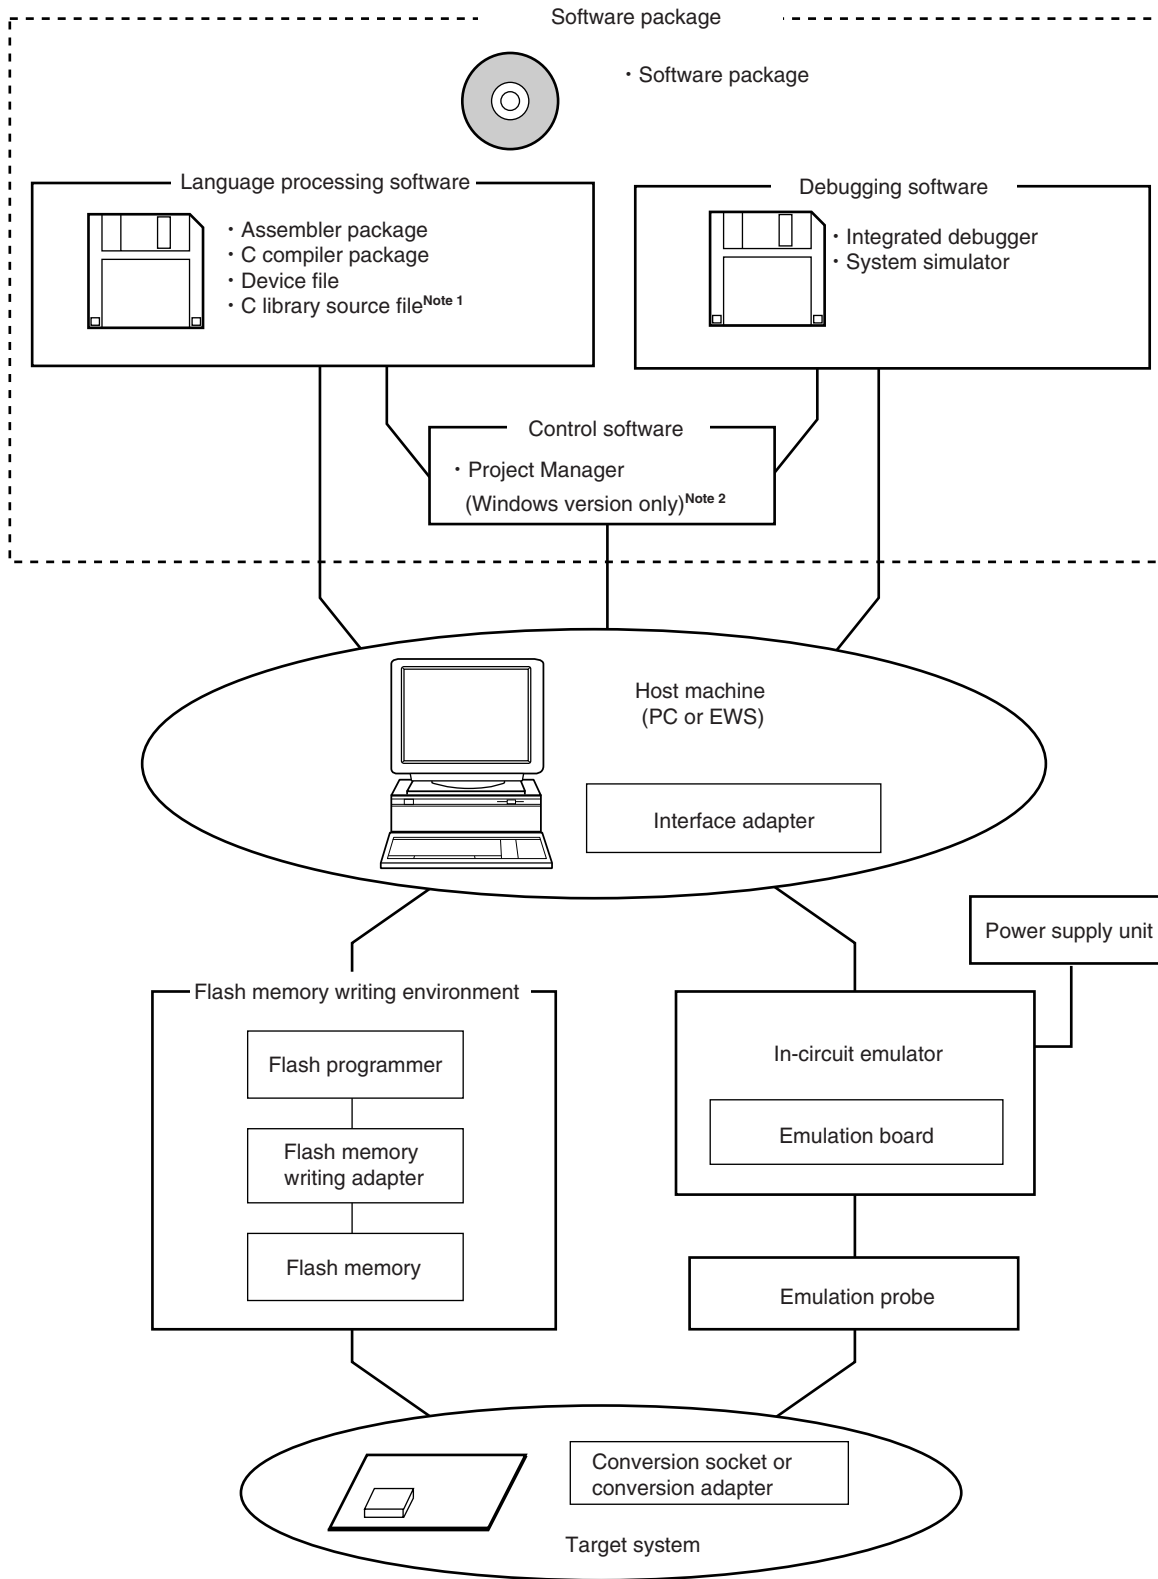 Software package
・ Software package
Language processing software
・ Assembler package
・ C compiler package
・ Device file
・ C library source file Note 1
Debugging software
・ Integrated debugger
・ System simulator
Control software
・ Project Manager
(Windows version only) Note 2
Host machine
(PC or EWS)
Interface adapter
Power supply unit
Flash memory writing environment
Flash programmer
Flash memory
writing adapter
Flash memory
In-circuit emulator
Emulation board
Emulation probe
Conversion socket or
conversion adapter
Target system